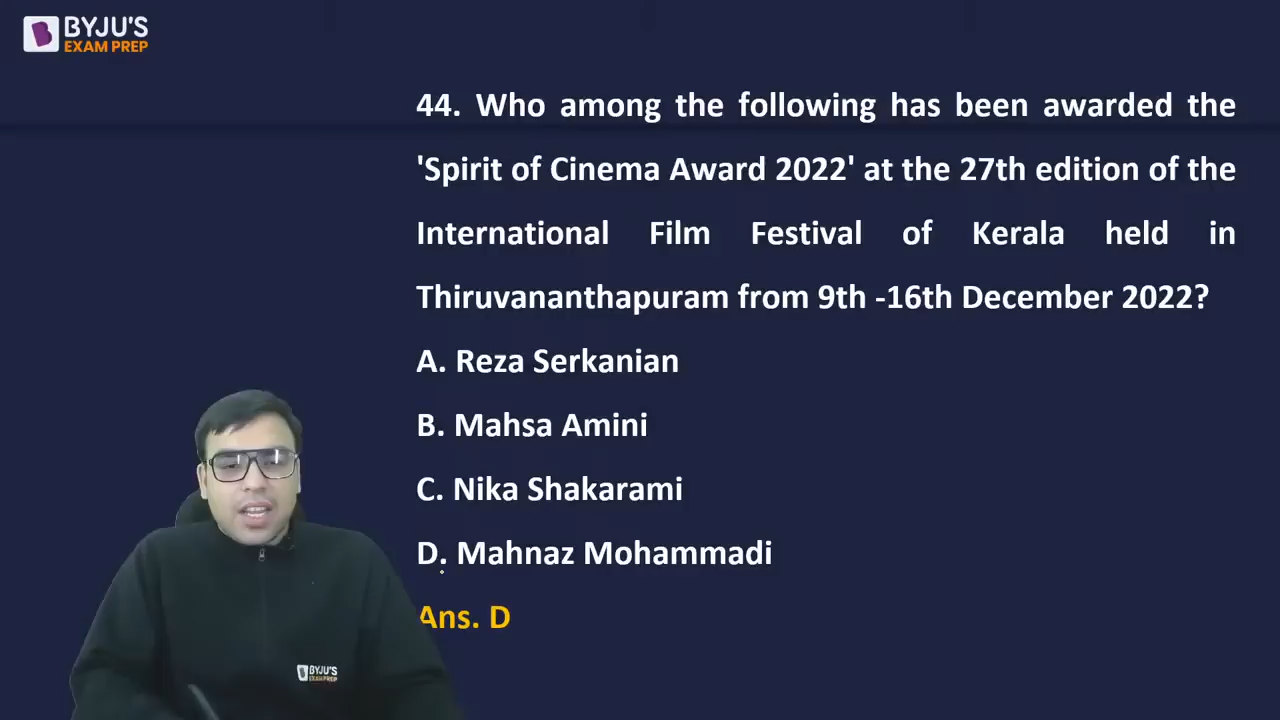 BYJU'S
EXAM PREP
44. Who among the following has been awarded the
'Spirit of Cinema Award 2022' at the 27th edition of the
International Film Festival of Kerala held in
Thiruvananthapuram from 9th -16th December 2022?
A. Reza Serkanian
B. Mahsa Amini
C. Nika Shakarami
D. Mahnaz Mohammadi
Ans. D
BYJU'S
EXAM PREP